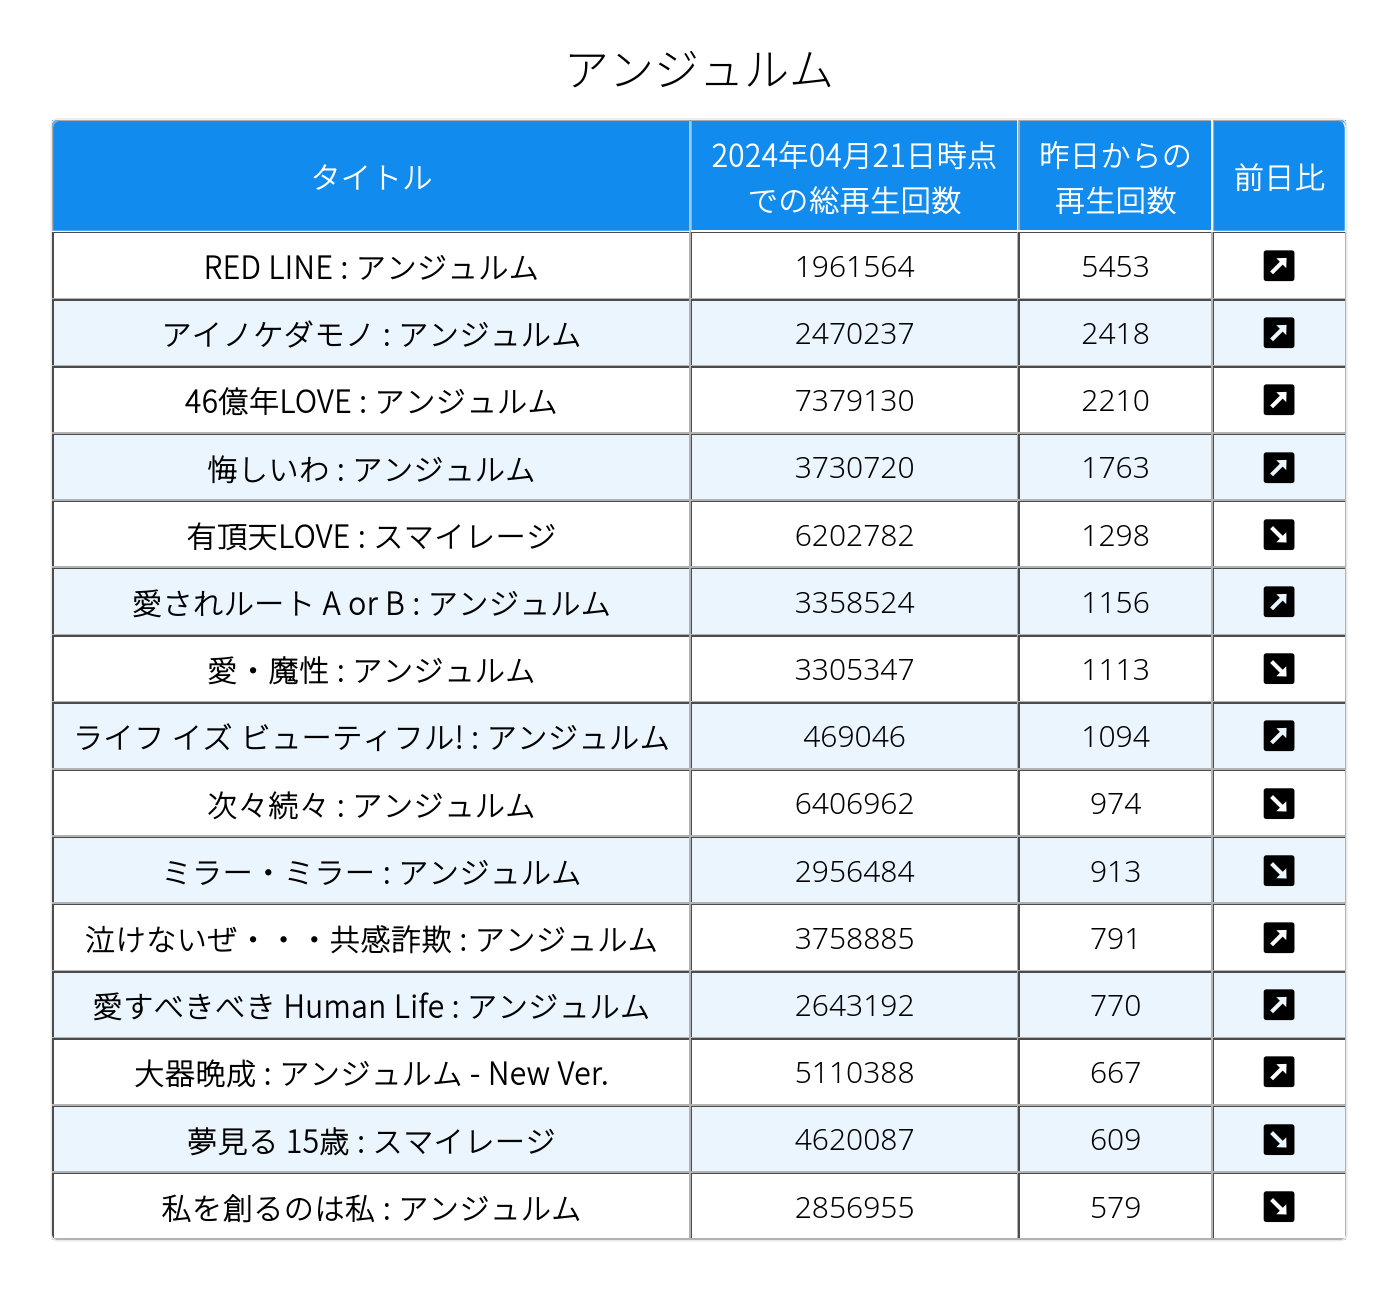 アンジュルム
タイトル 2024年04月21日時点での総再生回数 昨日からの再生回数 前日比
RED LINE : アンジュルム 1961564 5453 ↗
アイノケダモノ : アンジュルム 2470237 2418 ↗
46億年LOVE : アンジュルム 7379130 2210 ↗
悔しいわ : アンジュルム 3730720 1763 ↗
有頂天LOVE : スマイレージ 6202782 1298 ↘
愛されルート A or B : アンジュルム 3358524 1156 ↗
愛・魔性 : アンジュルム 3305347 1113 ↘
ライフ イズ ビューティフル! : アンジュルム 469046 1094 ↗
次々続々 : アンジュルム 6406962 974 ↘
ミラー・ミラー : アンジュルム 2956484 913 ↘
泣けないぜ・・・共感詐欺 : アンジュルム 3758885 791 ↗
愛すべきべき Human Life : アンジュルム 2643192 770 ↗
大器晩成 : アンジュルム - New Ver. 5110388 667 ↗
夢見る 15歳 : スマイレージ 4620087 609 ↘
私を創るのは私 : アンジュルム 2856955 579 ↘